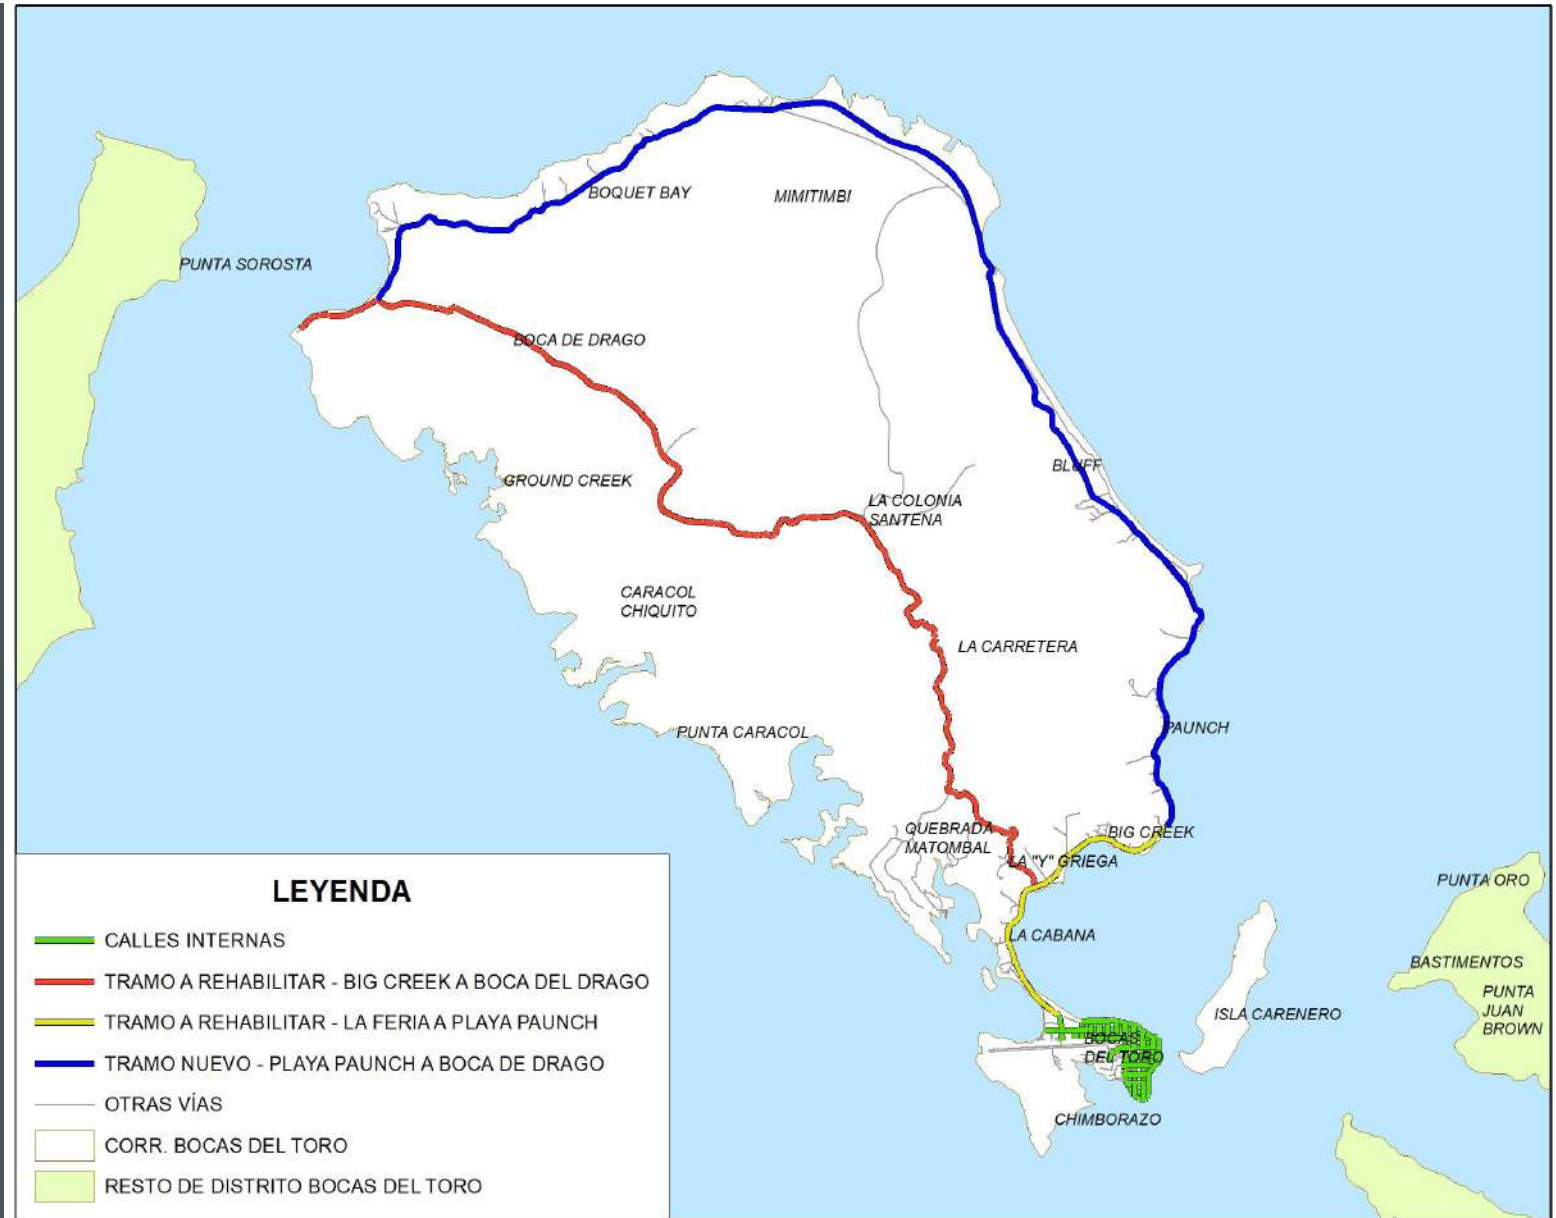 BOQUET BAY
MIMITIMBI
PUNTA SOROSTA
BOCA DE DRAGO
BLUFF
GROUND CREEK
LA COLONIA
SANTEÑA
CARACOL
CHIQUITO
LA CARRETERA
PUNTA CARACOL
PAUNCH
QUEBRADA
MATOMBAL
BIG CREEK
LA "Y" GRIEGA
PUNTA ORO
LA CABANA
BASTIMENTOS
PUNTA
JUAN
BROWN
ISLA CARENERO
BOCAS
DEL TORO
CHIMBORAZO
LEYENDA
CALLES INTERNAS
TRAMO A REHABILITAR - BIG CREEK A BOCA DEL DRAGO
TRAMO A REHABILITAR - LA FERIA A PLAYA PAUNCH
TRAMO NUEVO - PLAYA PAUNCH A BOCA DE DRAGO
OTRAS VÍAS
CORR. BOCAS DEL TORO
RESTO DE DISTRITO BOCAS DEL TORO